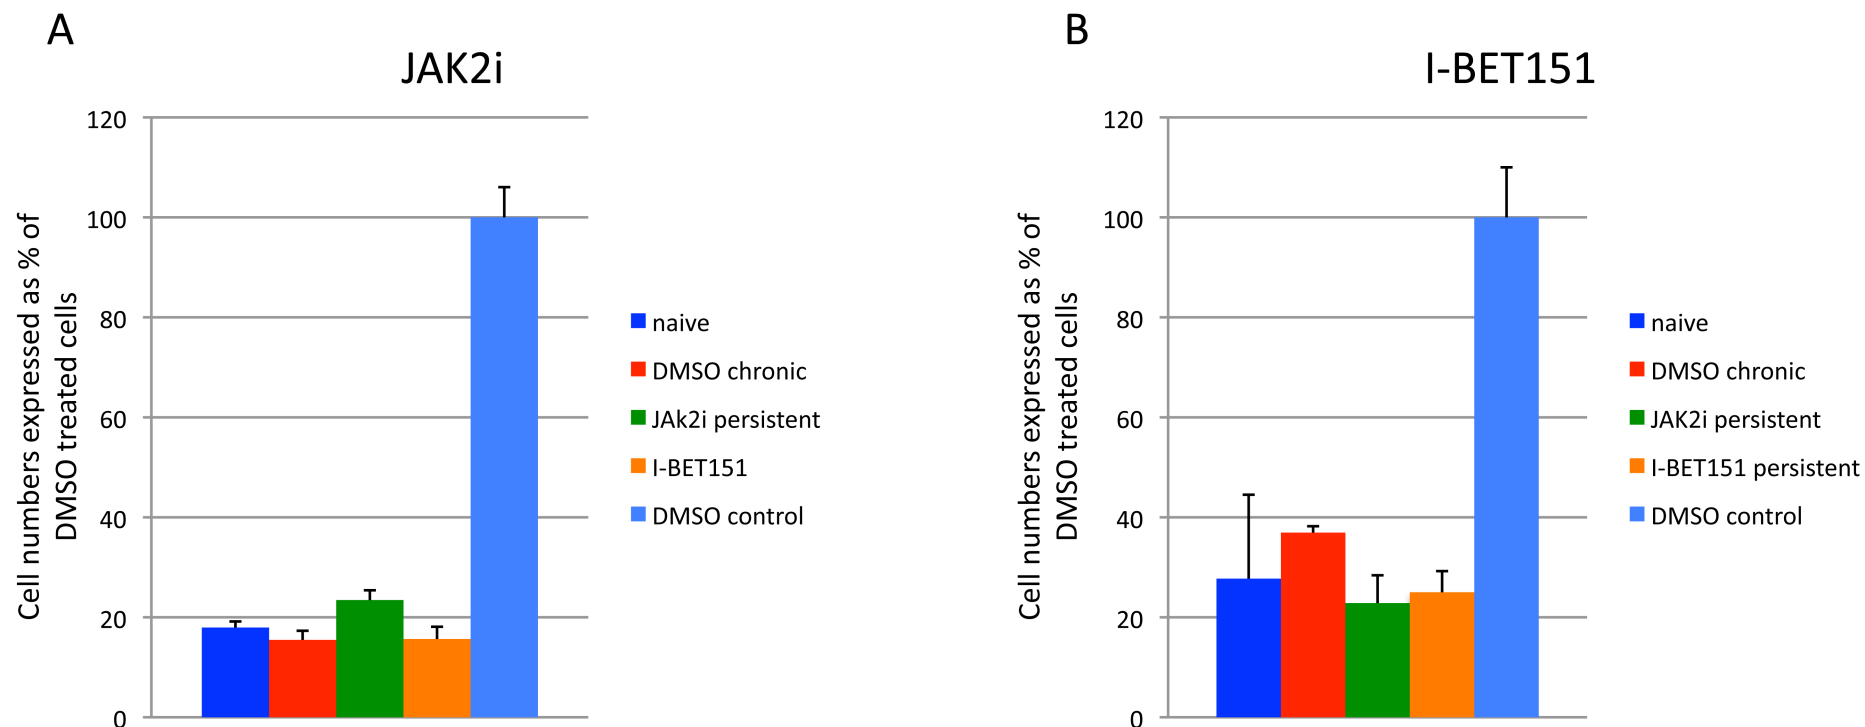 A
JAK2i
120
100
80
60
40
20
0
Cell numbers expressed as % of
DMSO treated cells
naive
DMSO chronic
JAk2i persistent
I-BET151
DMSO control
B
I-BET151
120
100
80
60
40
20
0
Cell numbers expressed as % of
DMSO treated cells
naive
DMSO chronic
JAK2i persistent
I-BET151 persistent
DMSO control